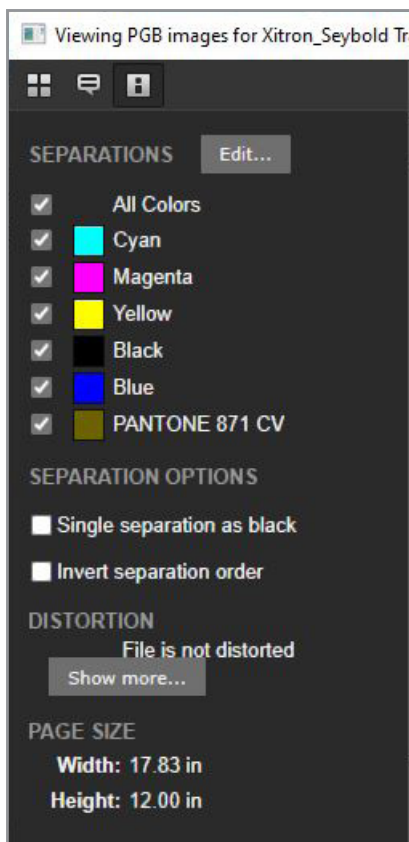 Viewing PGB images for Xitron_Seybold
SEPARATIONS Edit...
All Colors
Cyan
Magenta
Yellow
Black
Blue
PANTONE 871 CV
SEPARATION OPTIONS
Single separation as black
Invert separation order
DISTORTION
File is not distorted
Show more...
PAGE SIZE
Width: 17.83 in
Height: 12.00 in